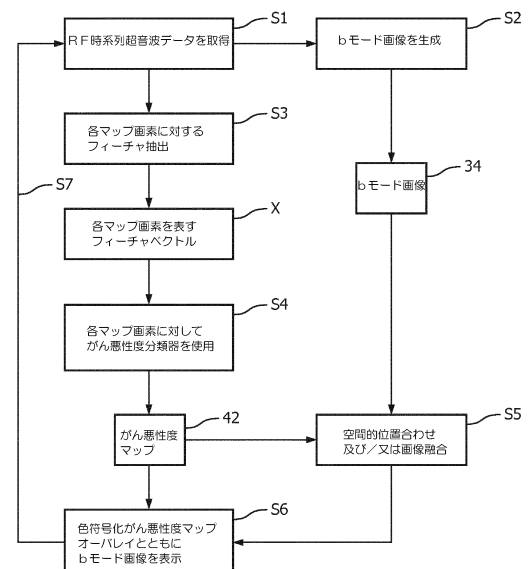 S1
RF時系列超音波データを取得
S2
bモード画像を生成
S3
各マップ画素に対する
フィーチャ抽出
34
bモード画像
S7
X
各マップ画素を表す
フィーチャベクトル
S4
各マップ画素に対して
がん悪性度分類器を使用
42
がん悪性度
マップ
S5
空間的位置合わせ
及び/又は画像融合
S6
色符号化がん悪性度マップ
オーバレイとともに
bモード画像を表示